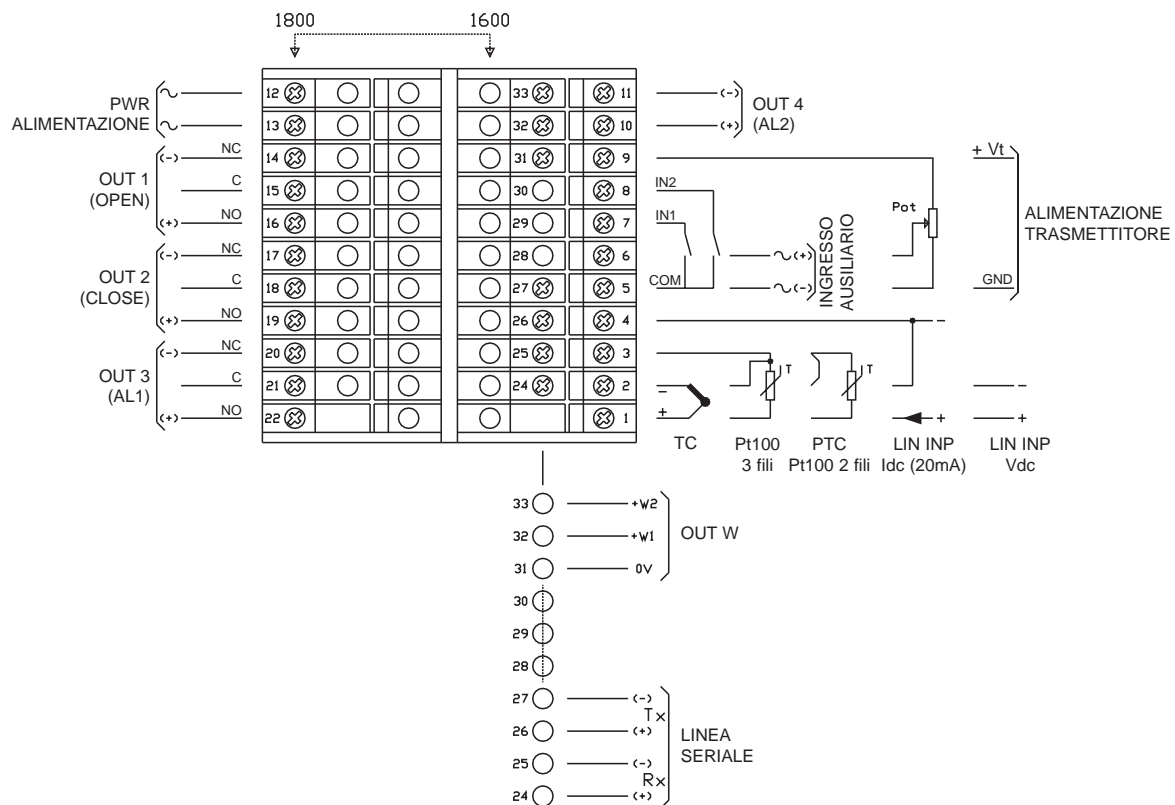 1800 1600
PWR
ALIMENTAZIONE
12 33 11 (-)
13 32 10 (+)
OUT 4
(AL2)
(-) NC 14 31 9 + Vt
OUT 1
(OPEN)
C 15 30 8 IN2
(+) NO 16 29 7 IN1
Pot
ALIMENTAZIONE
TRASMETTITORE
(-) NC 17 28 6 (+)
OUT 2
(CLOSE)
C 18 27 5 COM (-) GND
INGRESSO
AUSILIARIO
(+) NO 19 26 4 -
(-) NC 20 25 3
OUT 3
(AL1)
C 21 24 2 - T T -
(+) NO 22 1 + + +
TC
Pt100
3 fili
PTC
Pt100 2 fili
LIN INP
Idc (20mA)
LIN INP
Vdc
33 +W2
32 +W1
31 0V
OUT W
30
29
28
27 (-)
Tx
26 (+)
25 (-)
Rx
24 (+)
LINEA
SERIALE